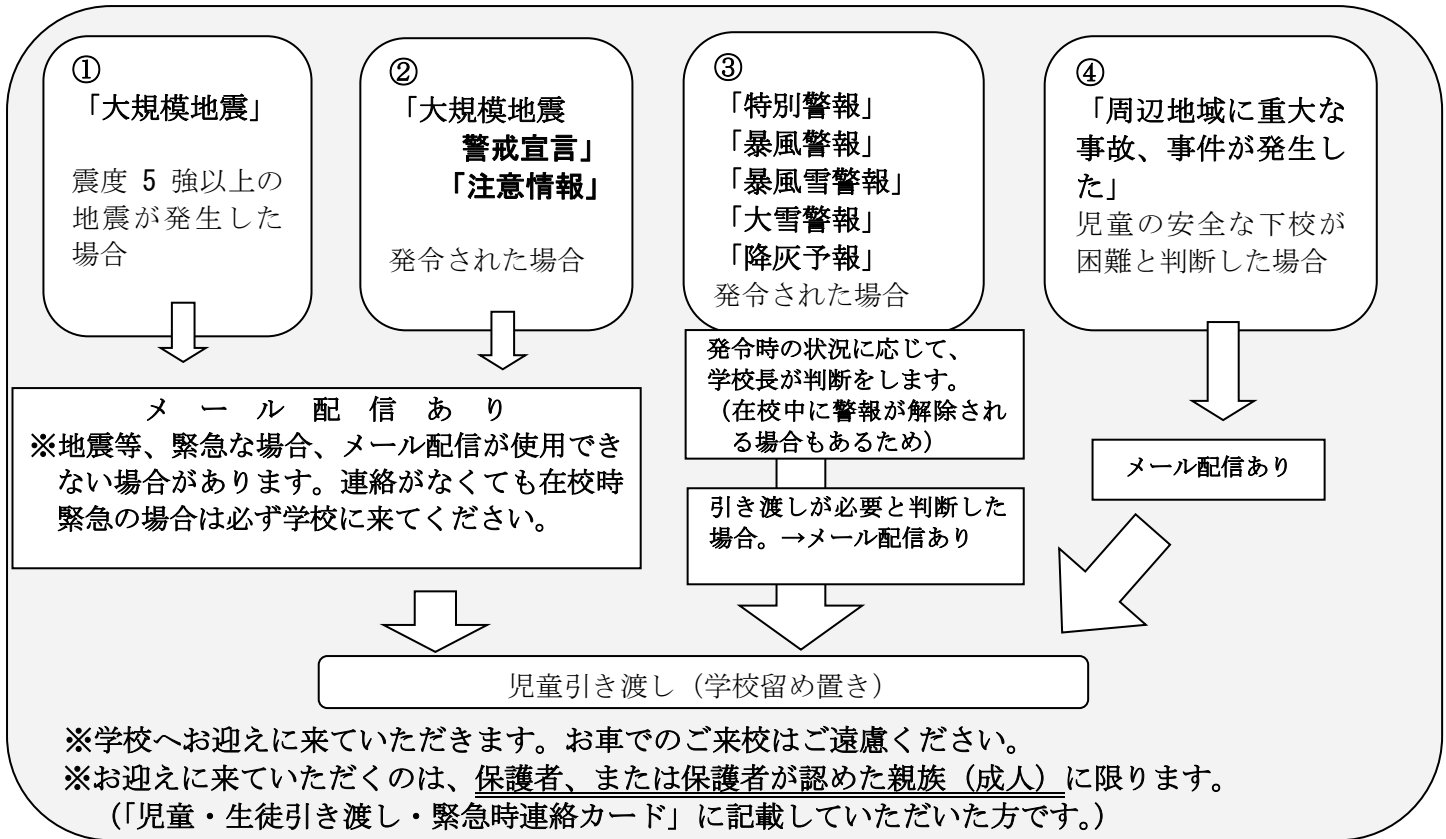 ①
「大規模地震」
震度 5 強以上の
地震が発生した
場合
②
「大規模地震
警戒宣言」
「注意情報」
発令された場合
③
「特別警報」
「暴風警報」
「暴風雪警報」
「大雪警報」
「降灰予報」
発令された場合
④
「周辺地域に重大な
事故、事件が発生し
た」
児童の安全な下校が
困難と判断した場合
メ ー ル 配 信 あ り
※地震等、緊急な場合、メール配信が使用でき
ない場合があります。連絡がなくても在校時
緊急の場合は必ず学校に来てください。
発令時の状況に応じて、
学校長が判断をします。
(在校中に警報が解除され
る場合もあるため)
引き渡しが必要と判断した
場合。→メール配信あり
メール配信あり
児童引き渡し(学校留め置き)
※学校へお迎えに来ていただきます。お車でのご来校はご遠慮ください。
※お迎えに来ていただくのは、保護者、または保護者が認めた親族(成人)に限ります。
(「児童・生徒引き渡し・緊急時連絡カード」に記載していただいた方です。)